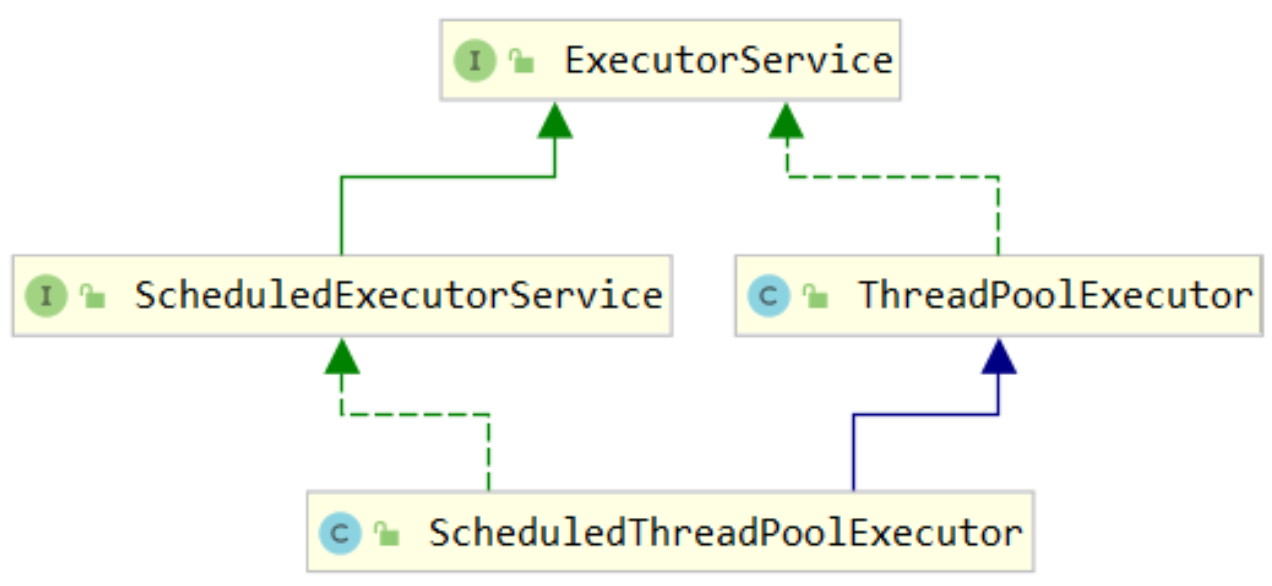 I ExecutorService
I ScheduledExecutorService
C ThreadPoolExecutor
C ScheduledThreadPoolExecutor